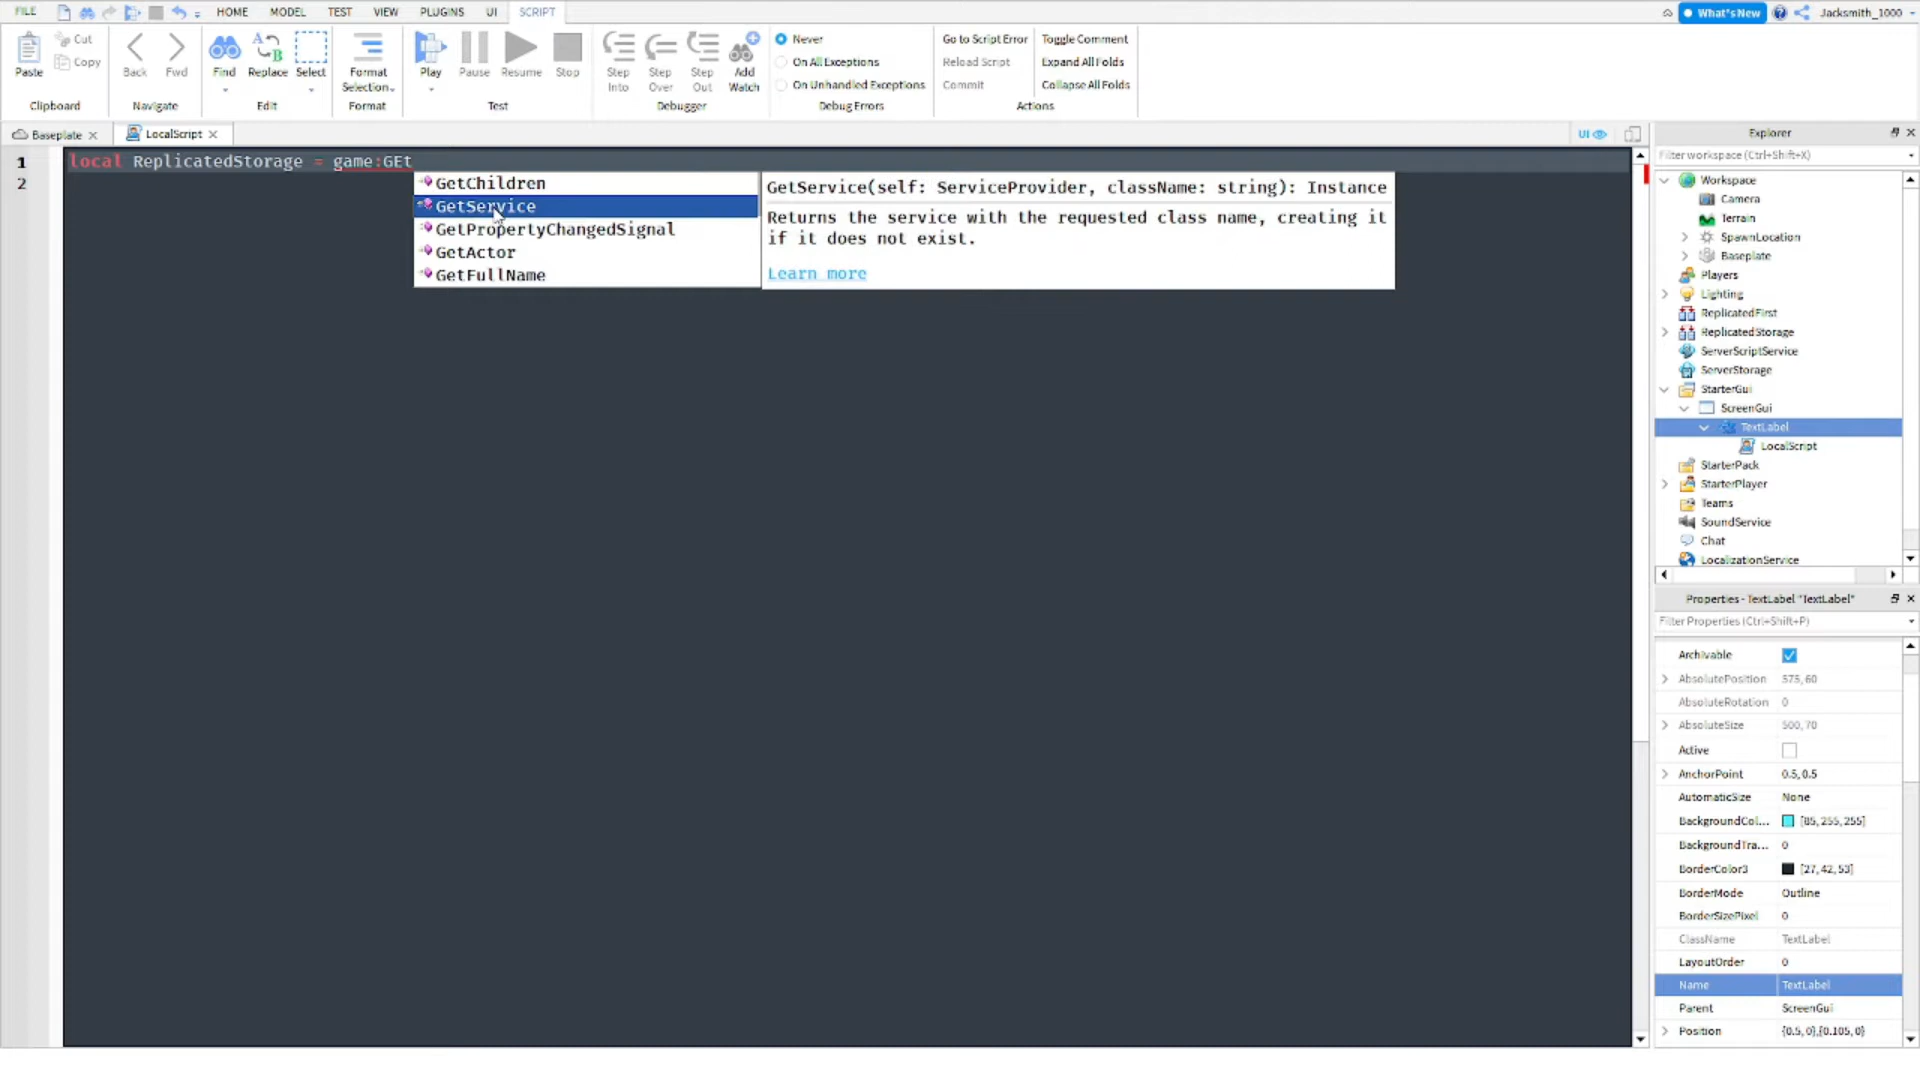 FILE HOME MODEL TEST VIEW PLUGINS UI SCRIPT What's New Jacksmith_1000
Paste Cut Copy Back Fwd Find Replace Select Format Selection Play Pause Resume Stop Step Into Step Over Step Out Add Watch
Never
On All Exceptions
On Unhandled Exceptions
Go to Script Error Toggle Comment
Reload Script Expand All Folds
Commit Collapse All Folds
Clipboard Navigate Edit Format Test Debugger Debug Errors Actions
Baseplate LocalScript UI
1 local ReplicatedStorage = game:GEt
2
GetChildren
GetService
GetPropertyChangedSignal
GetActor
GetFullName
GetService(self: ServiceProvider, className: string): Instance
Returns the service with the requested class name, creating it
if it does not exist.
Learn more
Explorer
Filter workspace (Ctrl+Shift+X)
Workspace
Camera
Terrain
SpawnLocation
Baseplate
Players
Lighting
ReplicatedFirst
ReplicatedStorage
ServerScriptService
ServerStorage
StarterGui
ScreenGui
TextLabel
LocalScript
StarterPack
StarterPlayer
Teams
SoundService
Chat
LocalizationService
Properties - TextLabel "TextLabel"
Filter Properties (Ctrl+Shift+P)
Archivable
AbsolutePosition 575, 60
AbsoluteRotation 0
AbsoluteSize 500, 70
Active
AnchorPoint 0.5, 0.5
AutomaticSize None
BackgroundCol... [85, 255, 255]
BackgroundTra... 0
BorderColor3 [27, 42, 53]
BorderMode Outline
BorderSizePixel 0
ClassName TextLabel
LayoutOrder 0
Name TextLabel
Parent ScreenGui
Position {0.5, 0},{0.105, 0}